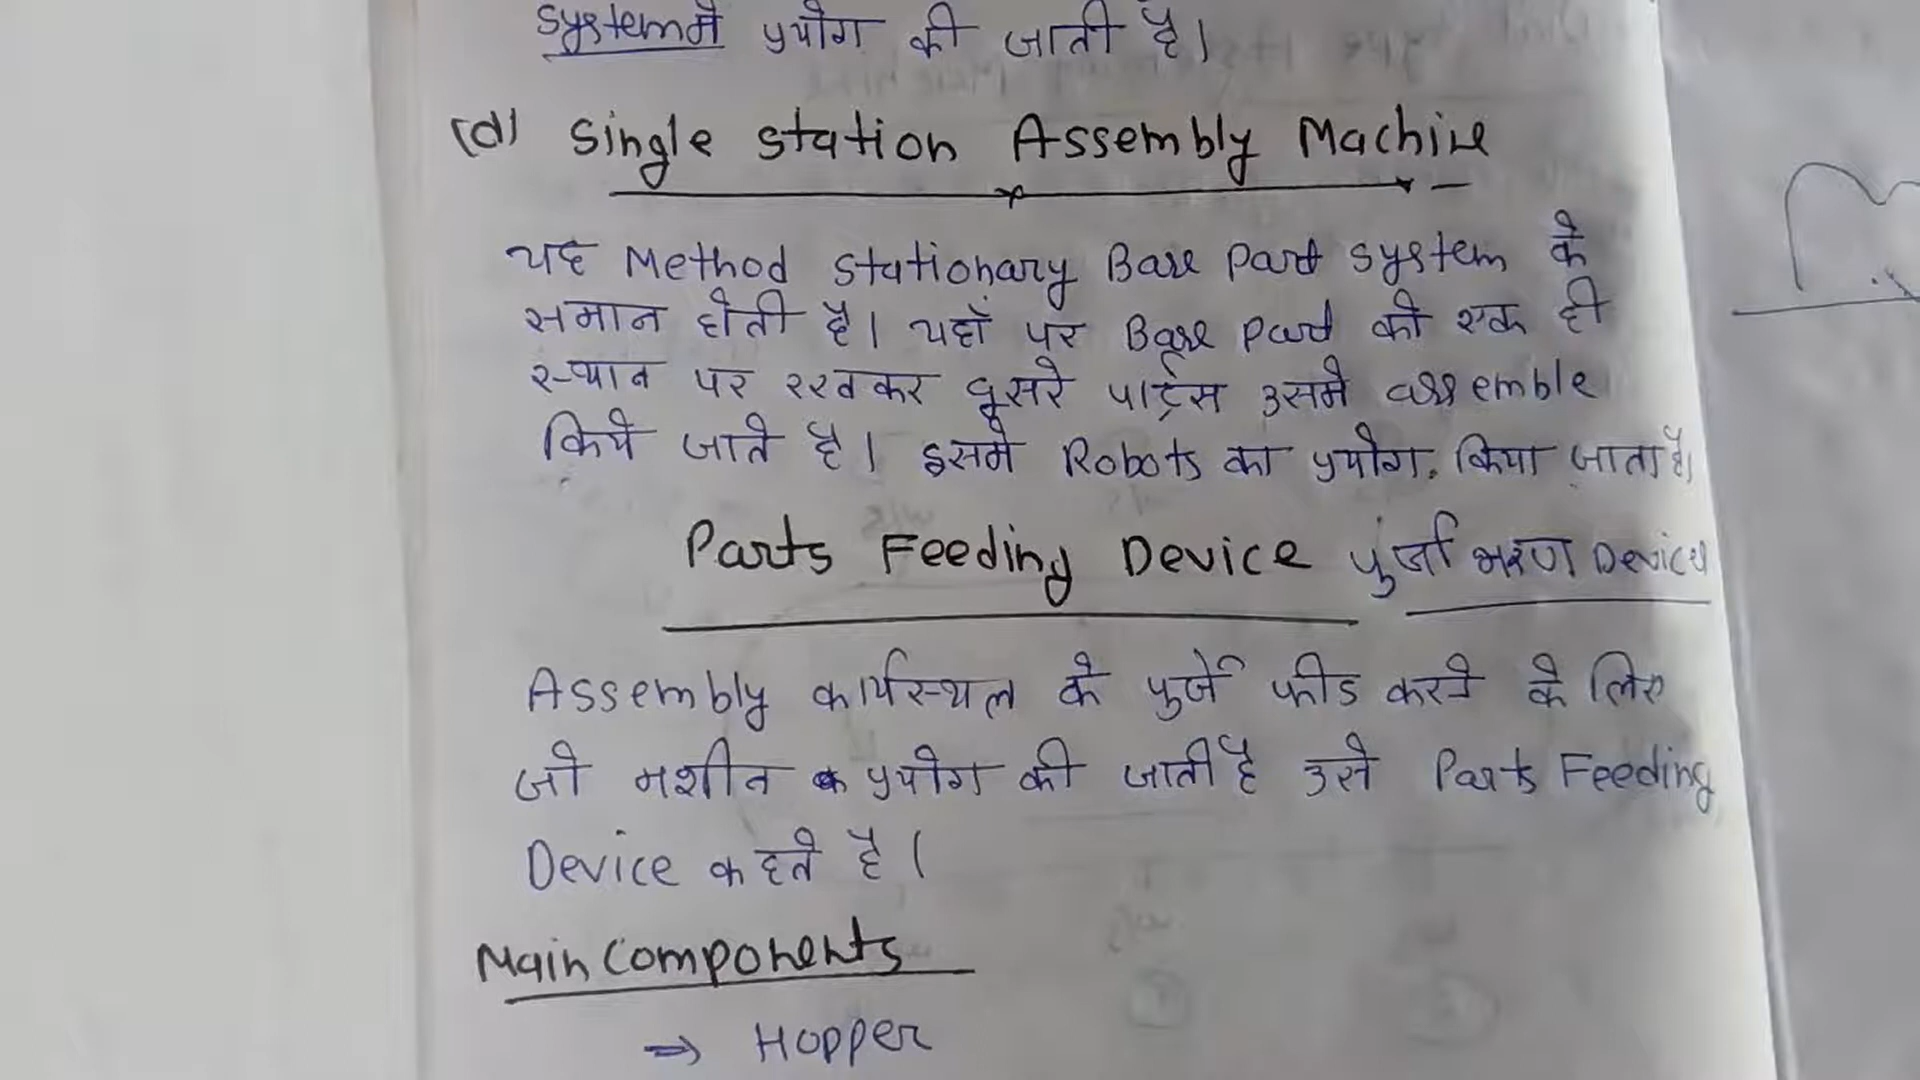 systemमे प्रयोग की जाती है।
(d) Single station Assembly Machine
यह Method stationary Base Part system के
समान होती है। यहाँ पर Base Part को एक ही
स्थान पर रखकर दूसरे पार्ट्स उसमे assemble
किये जाते है। इसमे Robots का प्रयोग किया जाता है।
Parts Feeding Device पुर्जा भरण Device
Assembly कार्यस्थल के पुर्जे फीड करने के लिए
जो मशीन प्रयोग की जाती है उसे Parts Feeding
Device कहते है।
Main Components
⇒ Hopper